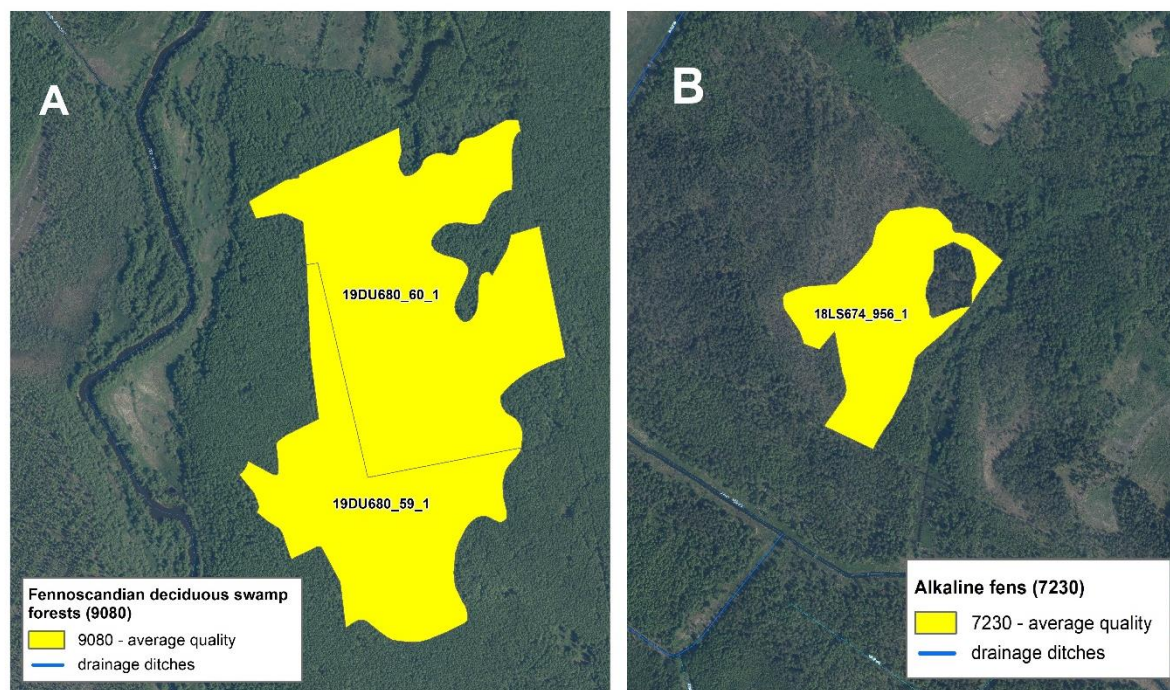 A
19DU680_60_1
19DU680_59_1
Fennoscandian deciduous swamp
forests (9080)
9080 - average quality
drainage ditches
B
18LS674_956_1
Alkaline fens (7230)
7230 - average quality
drainage ditches